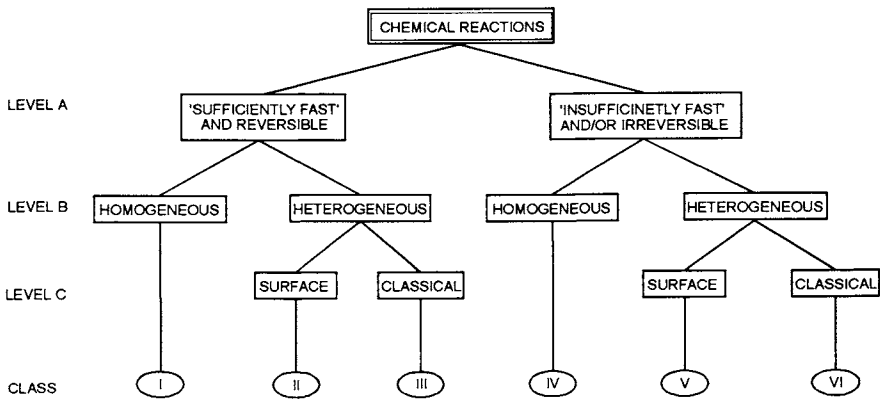 CHEMICAL REACTIONS
LEVEL A
'SUFFICIENTLY FAST'
AND REVERSIBLE
'INSUFFICINETLY FAST'
AND/OR IRREVERSIBLE
LEVEL B
HOMOGENEOUS
HETEROGENEOUS
HOMOGENEOUS
HETEROGENEOUS
LEVEL C
SURFACE
CLASSICAL
SURFACE
CLASSICAL
CLASS
I
II
III
IV
V
VI